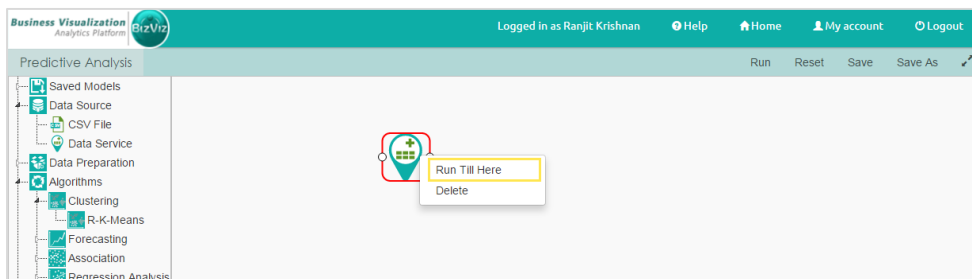 Business Visualization
Analytics Platform
BizViz
Logged in as Ranjit Krishnan
Help
Home
My account
Logout
Predictive Analysis
Run
Reset
Save
Save As
Saved Models
Data Source
CSV File
Data Service
Data Preparation
Algorithms
Clustering
R-K-Means
Forecasting
Association
Regression Analysis
Run Till Here
Delete